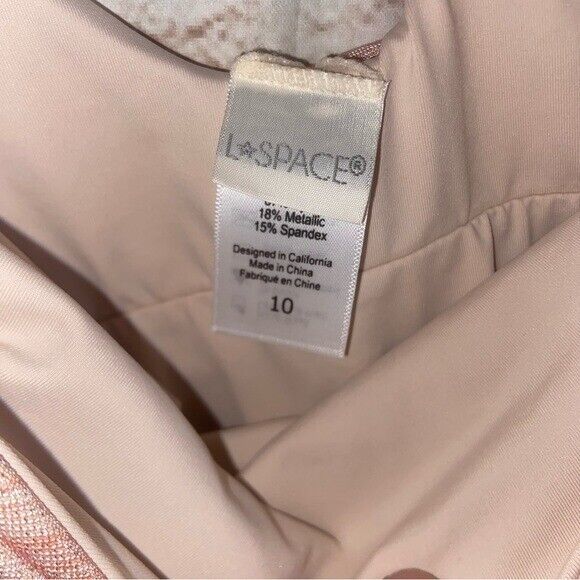 L★SPACE®
18% Metallic
15% Spandex
Designed in California
Made in China
Fabriqué en Chine
10